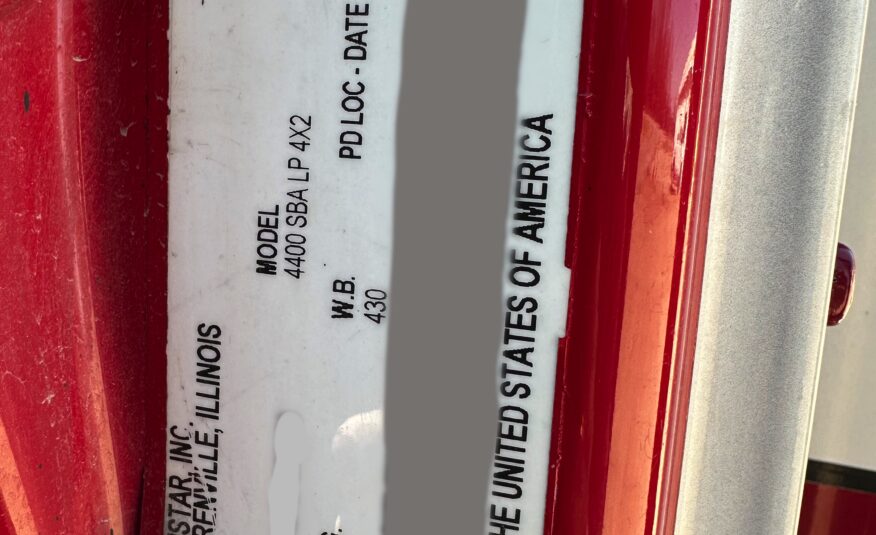 STAR, INC.
RENVILLE, ILLINOIS
MODEL
4400 SBA LP 4X2
W.B.
430
PD LOC - DATE
HE UNITED STATES OF AMERICA